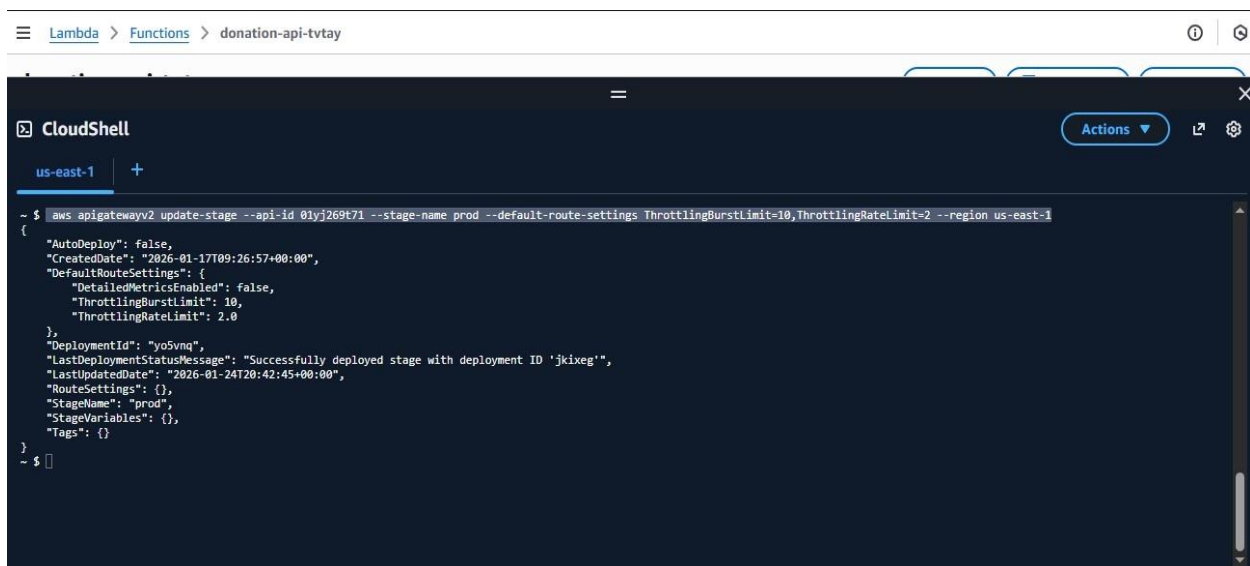 Lambda > Functions > donation-api-tvtay
CloudShell
Actions
us-east-1 +
~ $ aws apigatewayv2 update-stage --api-id 01yj269t71 --stage-name prod --default-route-settings ThrottlingBurstLimit=10,ThrottlingRateLimit=2 --region us-east-1
{
    "AutoDeploy": false,
    "CreatedDate": "2026-01-17T09:26:57+00:00",
    "DefaultRouteSettings": {
        "DetailedMetricsEnabled": false,
        "ThrottlingBurstLimit": 10,
        "ThrottlingRateLimit": 2.0
    },
    "DeploymentId": "yo5vnq",
    "LastDeploymentStatusMessage": "Successfully deployed stage with deployment ID 'jkixeg'",
    "LastUpdatedDate": "2026-01-24T20:42:45+00:00",
    "RouteSettings": {},
    "StageName": "prod",
    "StageVariables": {},
    "Tags": {}
}
~ $